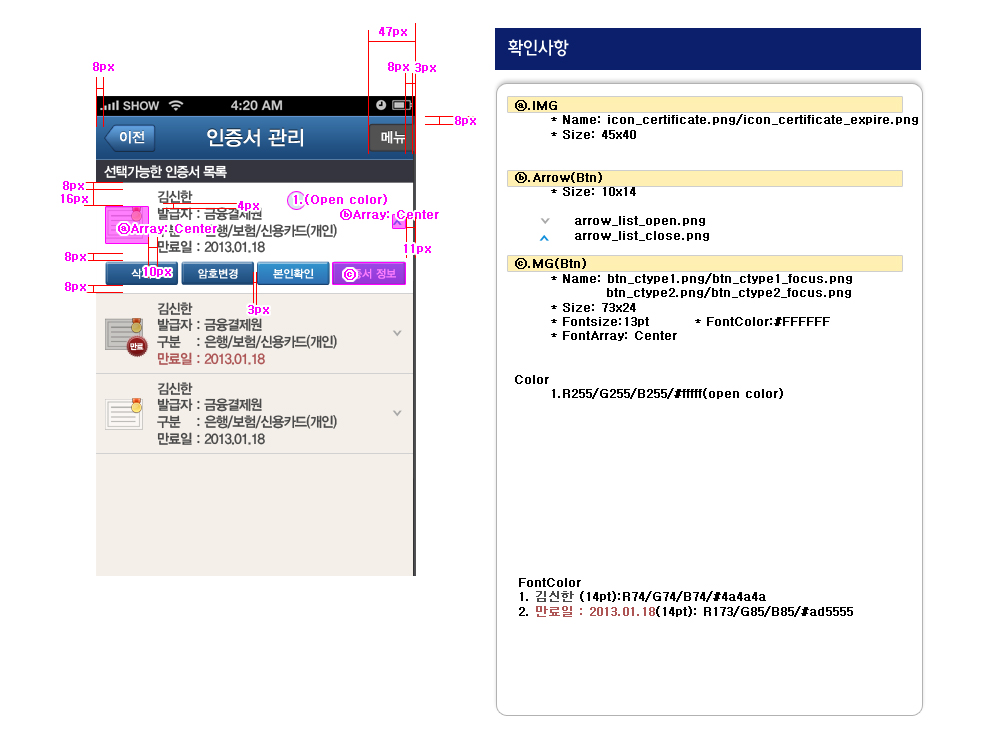 47px
8px
8px 3px
SHOW 4:20 AM
8px
이전 인증서 관리 메뉴
선택가능한 인증서 목록
8px
16px
김신한
1.(Open color)
4px
발급자 : 금융결제원
ⓑArray: Center
ⓐArray: Center
구분 : 은행/보험/신용카드(개인)
만료일 : 2013.01.18
11px
8px
10px
암호변경 본인확인 ⓒ 서 정보
8px
3px
김신한
발급자 : 금융결제원
구분 : 은행/보험/신용카드(개인)
만료
만료일 : 2013.01.18
김신한
발급자 : 금융결제원
구분 : 은행/보험/신용카드(개인)
만료일 : 2013.01.18
확인사항
ⓐ.IMG
* Name: icon_certificate.png/icon_certificate_expire.png
* Size: 45x40
ⓑ.Arrow(Btn)
* Size: 10x14
arrow_list_open.png
arrow_list_close.png
ⓒ.MG(Btn)
* Name: btn_ctype1.png/btn_ctype1_focus.png
btn_ctype2.png/btn_ctype2_focus.png
* Size: 73x24
* Fontsize:13pt * FontColor:#FFFFFF
* FontArray: Center
Color
1.R255/G255/B255/#fffff(open color)
FontColor
1. 김신한 (14pt):R74/G74/B74/#4a4a4a
2. 만료일 : 2013.01.18(14pt): R173/G85/B85/#ad5555